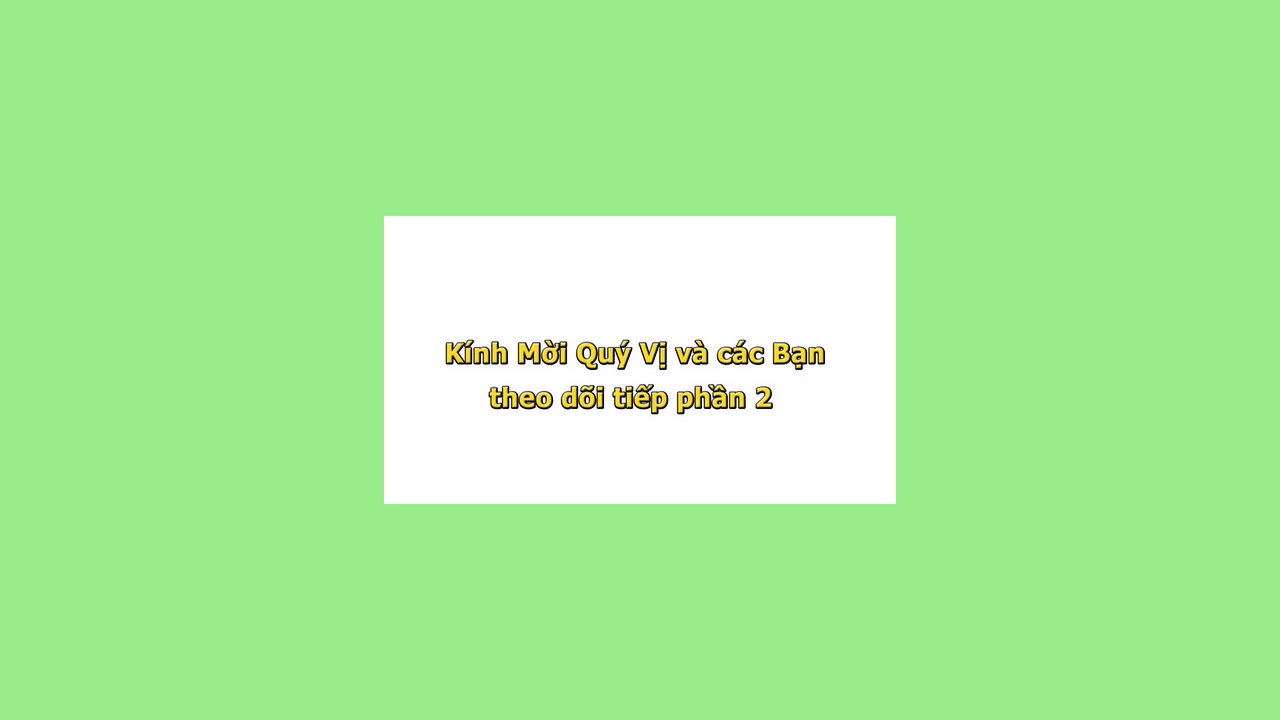 Kính Mời Quý Vị và các Bạn
theo dõi tiếp phần 2